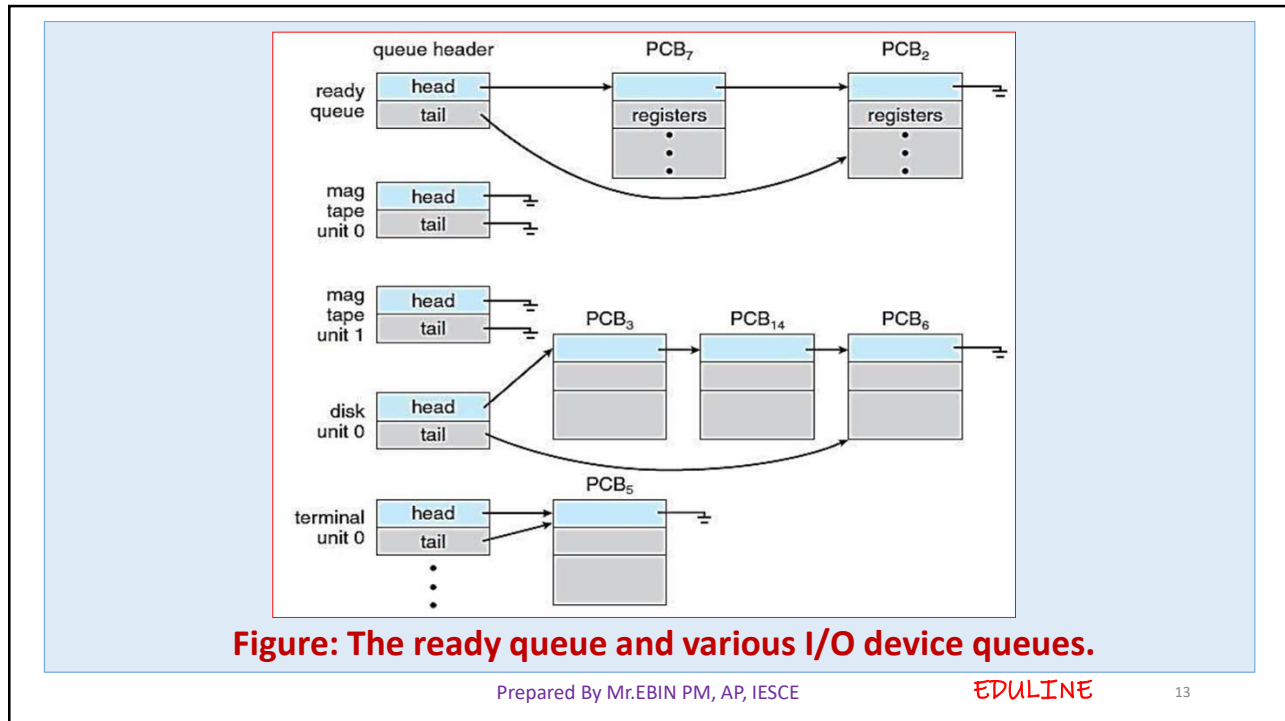 queue header PCB₇ PCB₂
ready queue
head
tail
registers
registers
mag tape unit 0
head
tail
mag tape unit 1
head
tail
PCB₃ PCB₁₄ PCB₆
disk unit 0
head
tail
PCB₅
terminal unit 0
head
tail
Figure: The ready queue and various I/O device queues.
Prepared By Mr.EBIN PM, AP, IESCE EDULINE 13